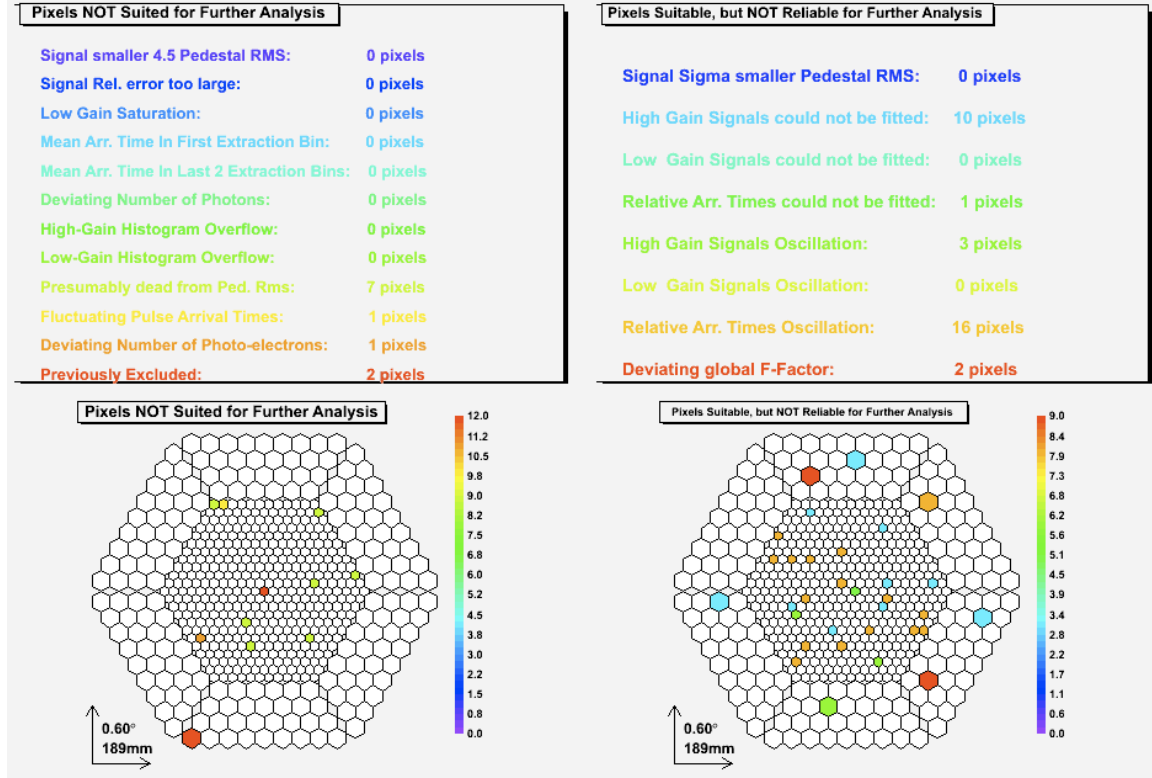 Pixels NOT Suited for Further Analysis
Signal smaller 4.5 Pedestal RMS: 0 pixels
Signal Rel. error too large: 0 pixels
Low Gain Saturation: 0 pixels
Mean Arr. Time In First Extraction Bin: 0 pixels
Mean Arr. Time In Last 2 Extraction Bins: 0 pixels
Deviating Number of Photons: 0 pixels
High-Gain Histogram Overflow: 0 pixels
Low-Gain Histogram Overflow: 0 pixels
Presumably dead from Ped. Rms: 7 pixels
Fluctuating Pulse Arrival Times: 1 pixels
Deviating Number of Photo-electrons: 1 pixels
Previously Excluded: 2 pixels
Pixels Suitable, but NOT Reliable for Further Analysis
Signal Sigma smaller Pedestal RMS: 0 pixels
High Gain Signals could not be fitted: 10 pixels
Low Gain Signals could not be fitted: 0 pixels
Relative Arr. Times could not be fitted: 1 pixels
High Gain Signals Oscillation: 3 pixels
Low Gain Signals Oscillation: 0 pixels
Relative Arr. Times Oscillation: 16 pixels
Deviating global F-Factor: 2 pixels
Pixels NOT Suited for Further Analysis
12.0
11.2
10.5
9.8
9.0
8.2
7.5
6.8
6.0
5.2
4.5
3.8
3.0
2.2
1.5
0.8
0.0
0.60°
189mm
Pixels Suitable, but NOT Reliable for Further Analysis
9.0
8.4
7.9
7.3
6.8
6.2
5.6
5.1
4.5
3.9
3.4
2.8
2.2
1.7
1.1
0.6
0.0
0.60°
189mm